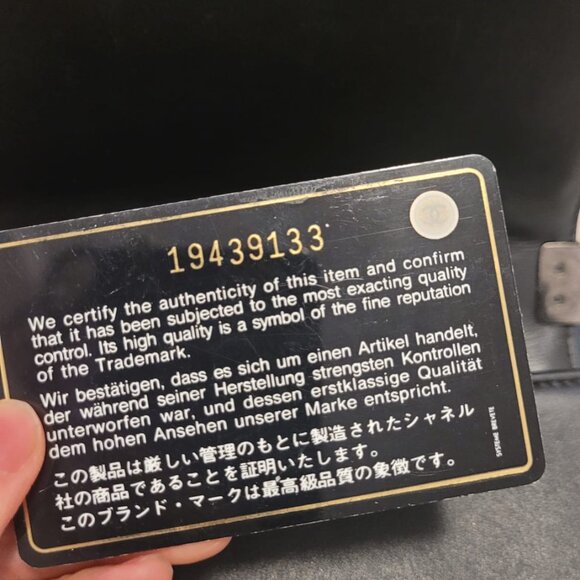 19439133
We certify the authenticity of this item and confirm
that it has been subjected to the most exacting quality
control. Its high quality is a symbol of the fine reputation
of the Trademark.
Wir bestätigen, dass es sich um einen Artikel handelt,
der während seiner Herstellung strengsten Kontrollen
unterworfen war, und dessen erstklassige Qualität
dem hohen Ansehen unserer Marke entspricht.
この製品は厳しい管理のもとに製造されたシャネル
社の商品であることを証明いたします。
このブランド・マークは最高級品質の象徴です。
SYSTEME BREVETE